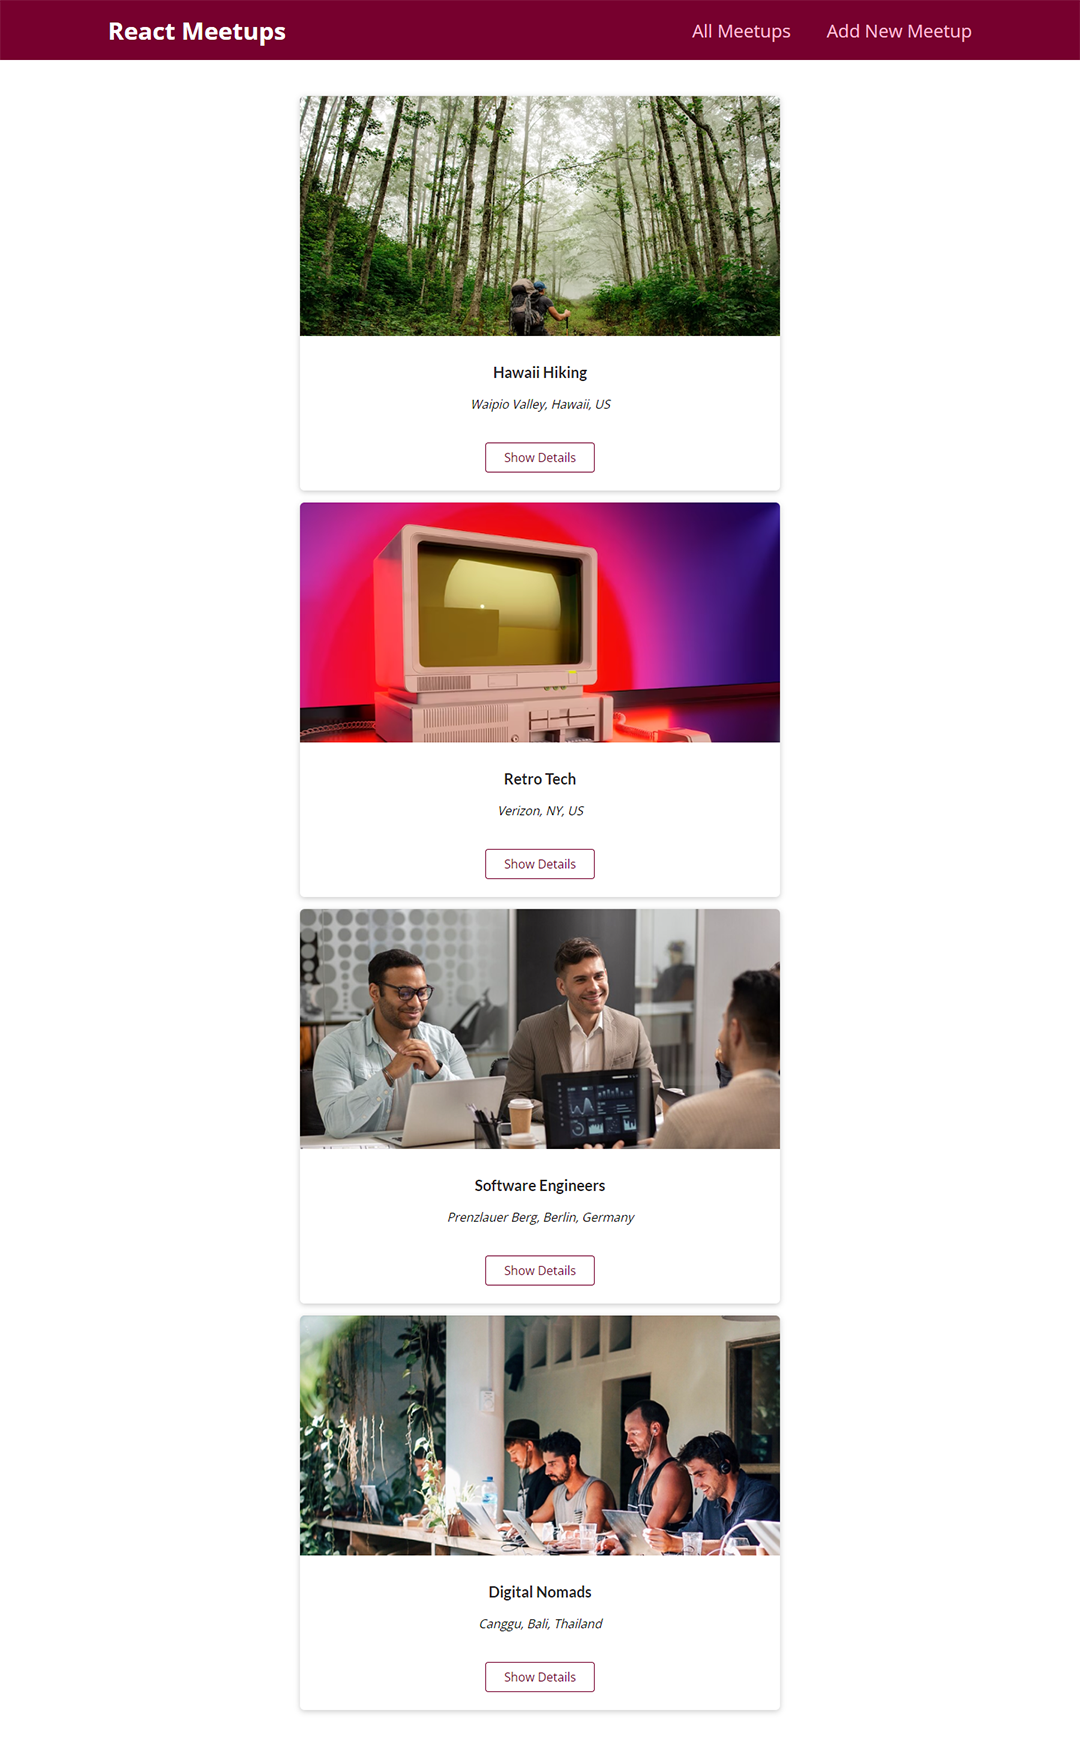 React Meetups
All Meetups
Add New Meetup
Hawaii Hiking
Waipio Valley, Hawaii, US
Show Details
Retro Tech
Verizon, NY, US
Show Details
Software Engineers
Prenzlauer Berg, Berlin, Germany
Show Details
Digital Nomads
Canggu, Bali, Thailand
Show Details